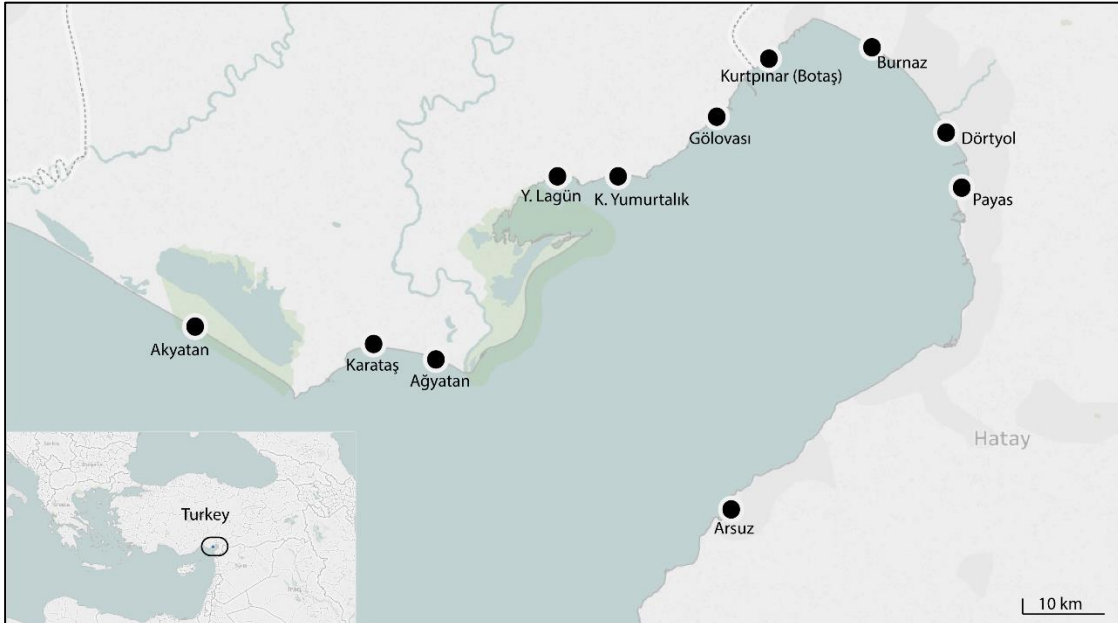 Burnaz
Kurtpınar (Botaş)
Gölovası
Dörtyol
Y. Lagün
K. Yumurtalık
Payas
Akyatan
Karataş
Ağyatan
Hatay
Arsuz
Turkey
10 km